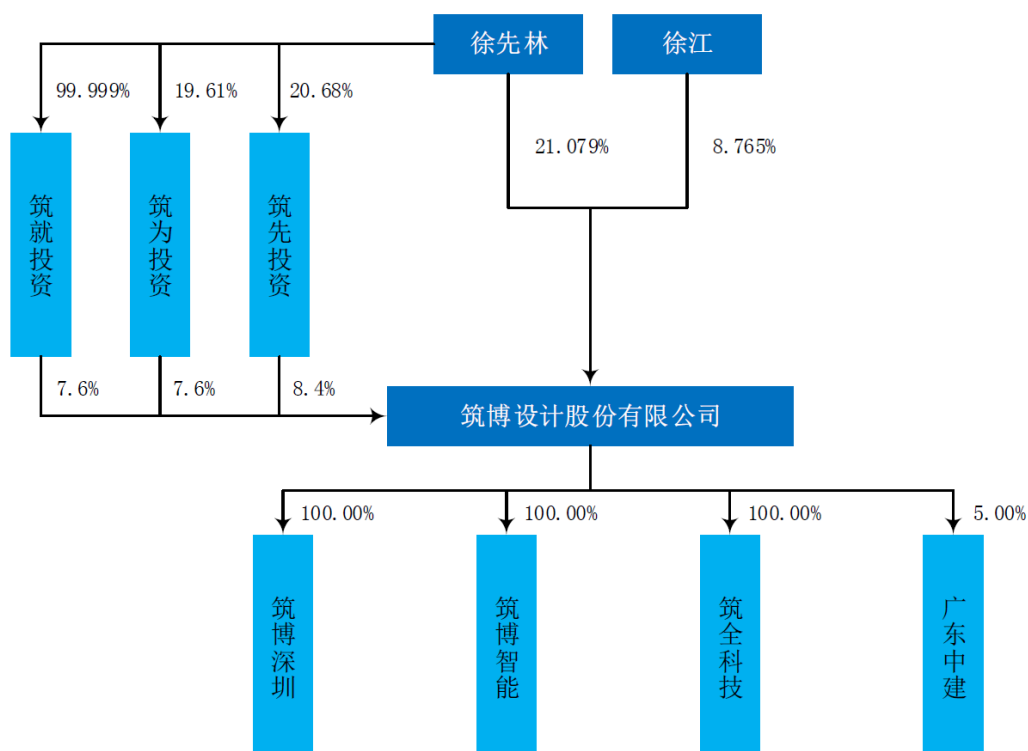 徐先林
徐江
99.999%
19.61%
20.68%
21.079%
8.765%
筑就投资
筑为投资
筑先投资
7.6%
7.6%
8.4%
筑博设计股份有限公司
100.00%
100.00%
100.00%
5.00%
筑博深圳
筑博智能
筑全科技
广东中建